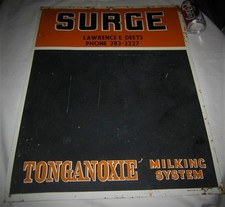 SURGE
LAWRENCE E DEETS
PHONE 283-3227
TONGANOXIE
MILKING
SYSTEM